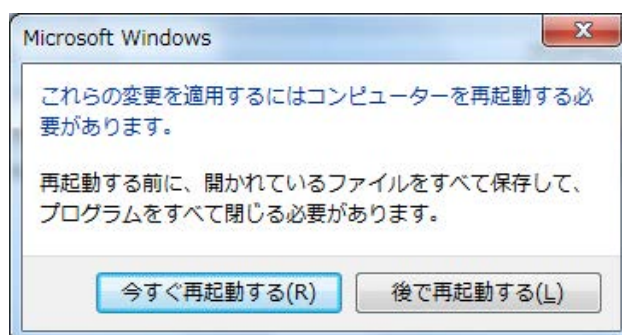 Microsoft Windows
これらの変更を適用するにはコンピューターを再起動する必
要があります。
再起動する前に、開かれているファイルをすべて保存して、
プログラムをすべて閉じる必要があります。
今すぐ再起動する(R)
後で再起動する(L)